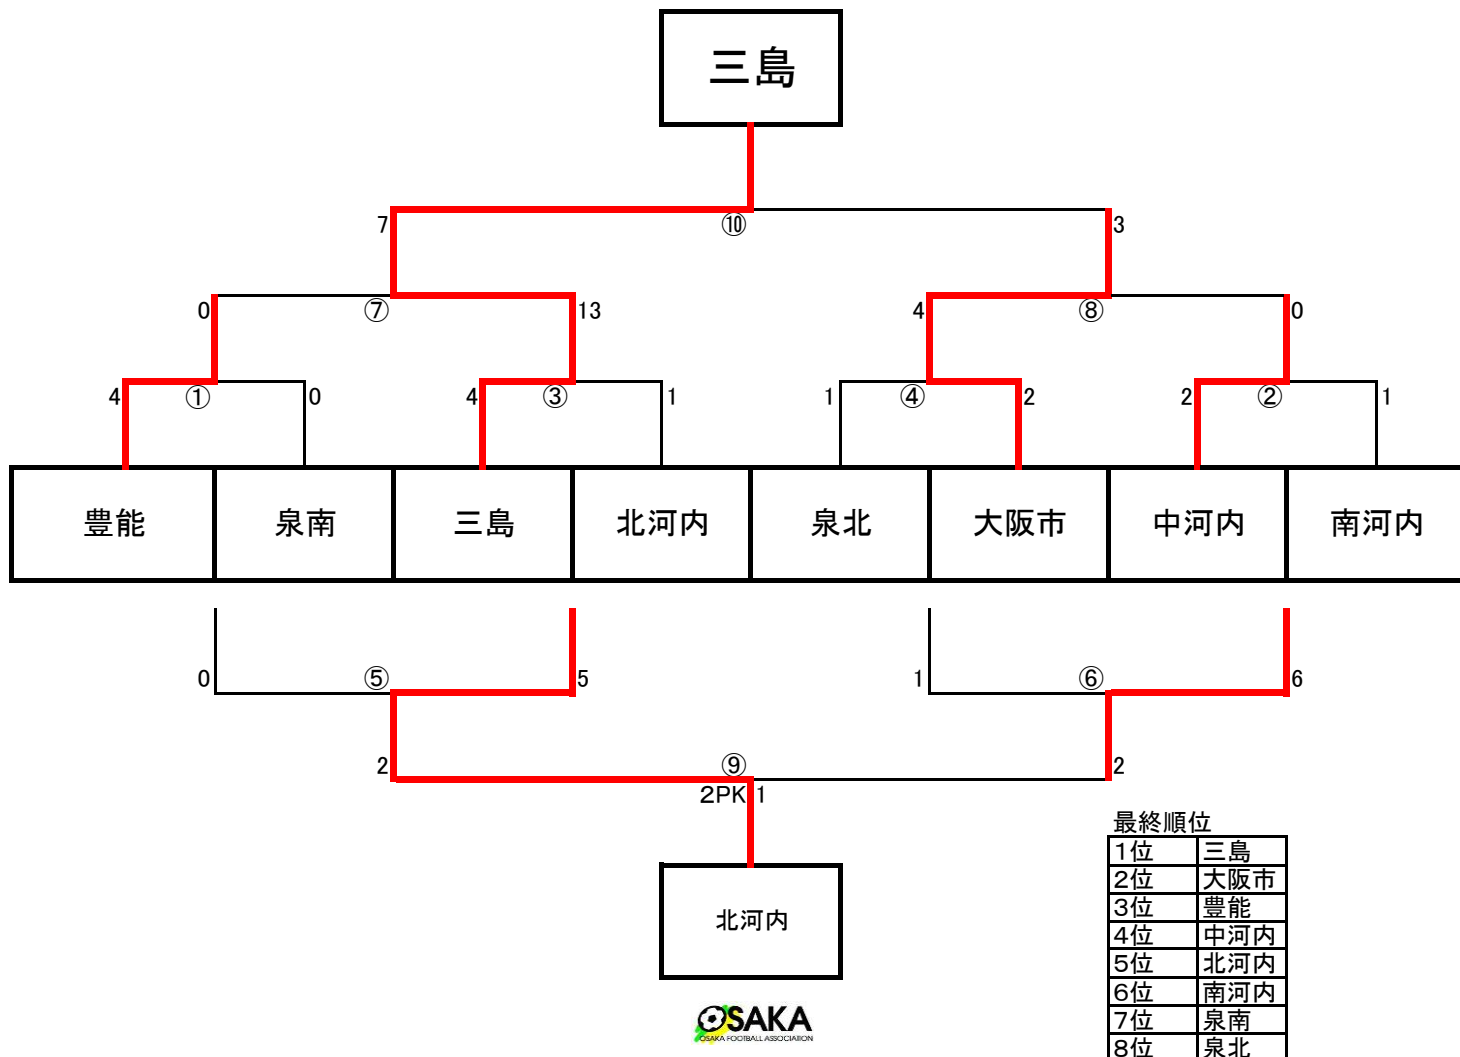 三島
7 ⑩ 3
0 ⑦ 13 4 ⑧ 0
4 ① 0 4 ③ 1 1 ④ 2 2 ② 1
豊能 泉南 三島 北河内 泉北 大阪市 中河内 南河内
0 ⑤ 5 1 ⑥ 6
2 ⑨ 2
2PK 1
北河内
最終順位
1位 三島
2位 大阪市
3位 豊能
4位 中河内
5位 北河内
6位 南河内
7位 泉南
8位 泉北
OSAKA
OSAKA FOOTBALL ASSOCIATION